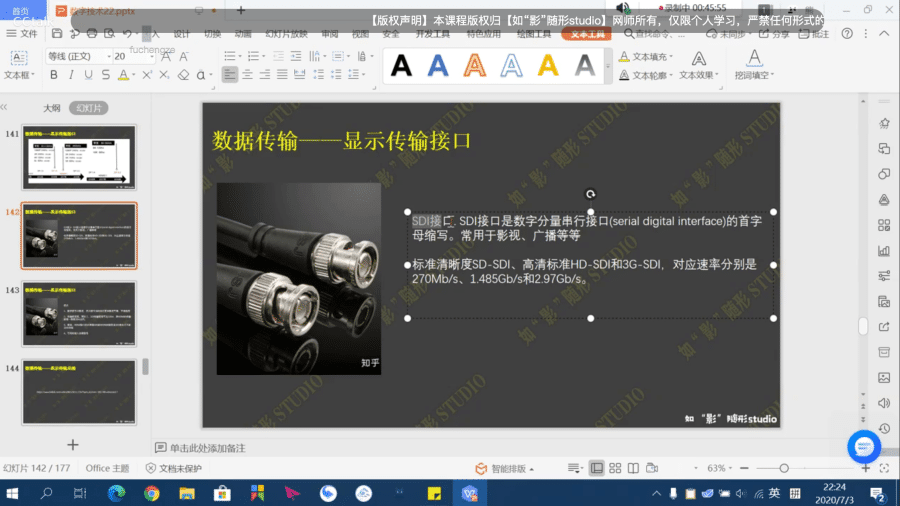 首页
数字技术22.pptx
录制中 00:45:55
【版权声明】本课程版权归【如“影”随形studio】网师所有，仅限个人学习，严禁任何形式的
文件
设计
切换
动画
幻灯片放映
审阅
视图
安全
开发工具
特色应用
绘图工具
文本工具
查找命令、...
未同步
分享
批注
fuchengze
文本框
等线 (正文)
20
B I U S A
A
文本填充
文本轮廓
文本效果
挖词填空
大纲
幻灯片
141
142
143
144
数据传输——显示传输接口
SDI接口. SDI接口是数字分量串行接口(serial digital interface)的首字
母缩写。常用于影视、广播等等
标准清晰度SD-SDI、高清标准HD-SDI和3G-SDI，对应速率分别是
270Mb/s、1.485Gb/s和2.97Gb/s。
知乎
如“影”随形studio
单击此处添加备注
幻灯片 142 / 177
Office 主题
文档未保护
智能排版
63%
英
22:24
2020/7/3
2